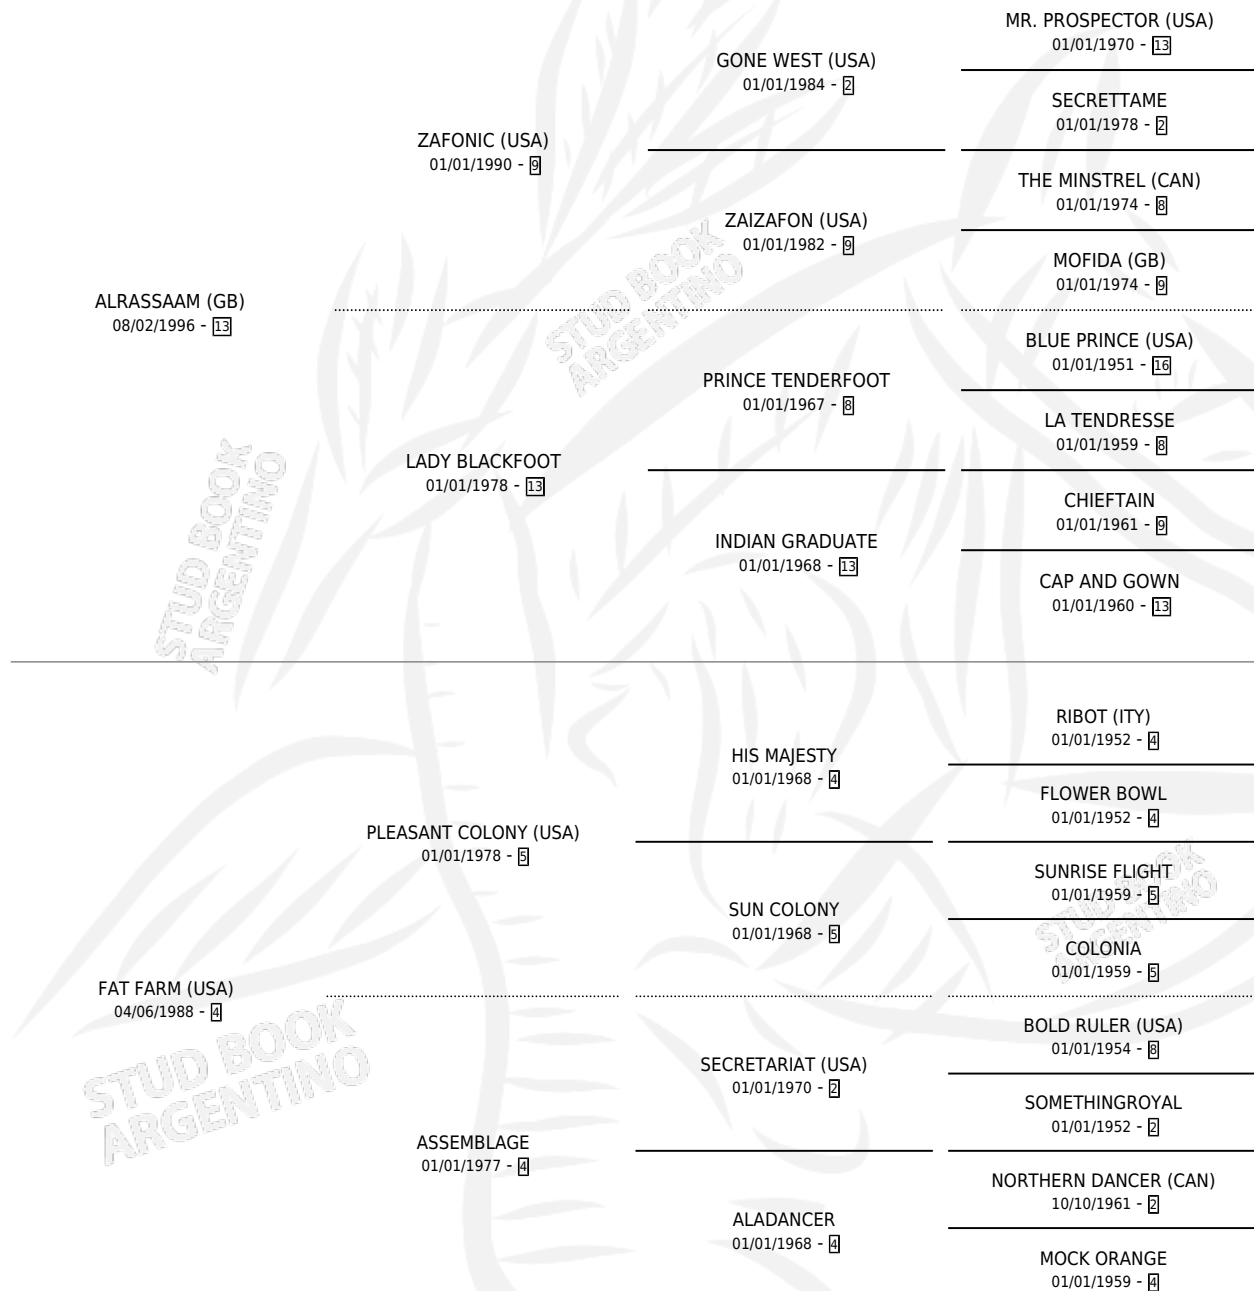 MR. PROSPECTOR (USA)
01/01/1970 - 13
GONE WEST (USA)
01/01/1984 - 2
SECRETTAME
01/01/1978 - 2
ZAFONIC (USA)
01/01/1990 - 9
THE MINSTREL (CAN)
01/01/1974 - 8
ZAIZAFON (USA)
01/01/1982 - 9
MOFIDA (GB)
01/01/1974 - 9
ALRASSAAM (GB)
08/02/1996 - 13
BLUE PRINCE (USA)
01/01/1951 - 16
PRINCE TENDERFOOT
01/01/1967 - 8
LA TENDRESSE
01/01/1959 - 8
LADY BLACKFOOT
01/01/1978 - 13
CHIEFTAIN
01/01/1961 - 9
INDIAN GRADUATE
01/01/1968 - 13
CAP AND GOWN
01/01/1960 - 13
RIBOT (ITY)
01/01/1952 - 4
HIS MAJESTY
01/01/1968 - 4
FLOWER BOWL
01/01/1952 - 4
PLEASANT COLONY (USA)
01/01/1978 - 5
SUNRISE FLIGHT
01/01/1959 - 5
SUN COLONY
01/01/1968 - 5
COLONIA
01/01/1959 - 5
FAT FARM (USA)
04/06/1988 - 4
BOLD RULER (USA)
01/01/1954 - 8
SECRETARIAT (USA)
01/01/1970 - 2
SOMETHINGROYAL
01/01/1952 - 2
ASSEMBLAGE
01/01/1977 - 4
NORTHERN DANCER (CAN)
10/10/1961 - 2
ALADANCER
01/01/1968 - 4
MOCK ORANGE
01/01/1959 - 4
STUD BOOK
ARGENTINO
STUD BOOK
ARGENTINO
STUD BOOK
ARGENTINO
STUD BOOK
ARGENTINO